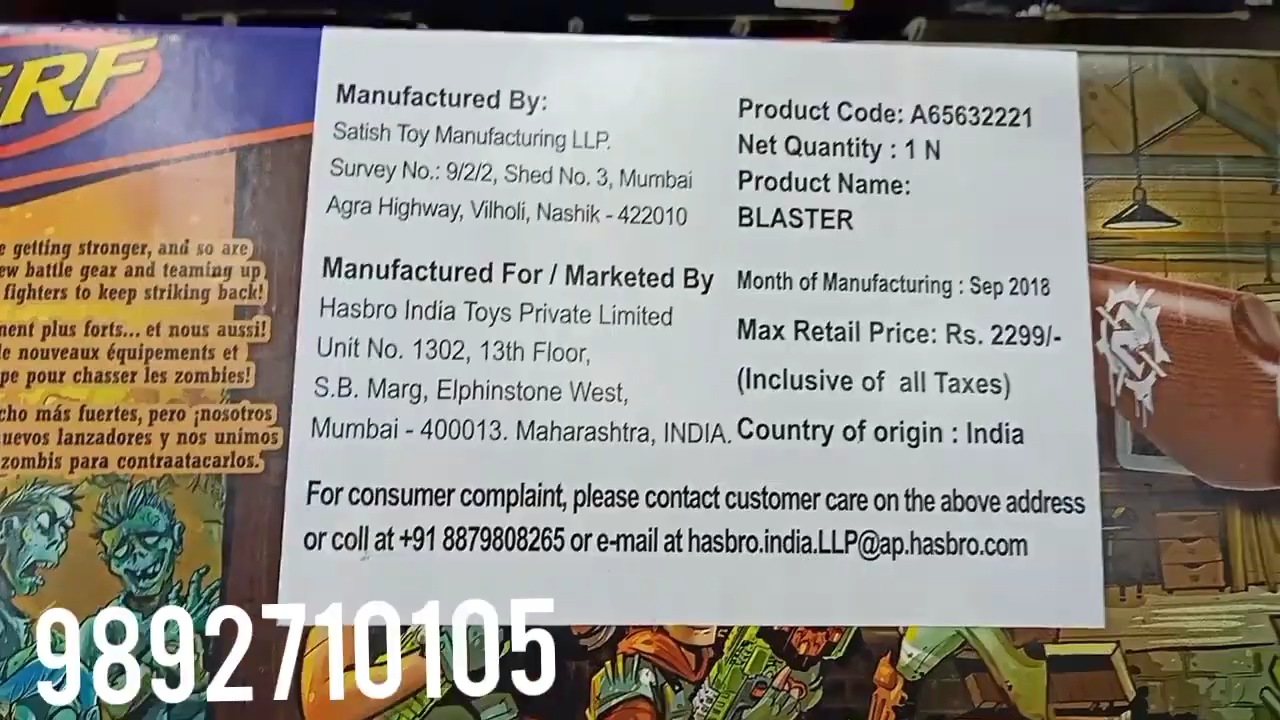 ERF
e getting stronger, and so are
ew battle gear and teaming up
fighters to keep striking back!
nent plus forts... et nous aussi!
le nouveaux équipements et
pe pour chasser les zombies!
cho más fuertes, pero ¡nosotros
uevos lanzadores y nos unimos
zombis para contraatacarlos.
Manufactured By:
Satish Toy Manufacturing LLP.
Survey No.: 9/2/2, Shed No. 3, Mumbai
Agra Highway, Vilholi, Nashik - 422010
Manufactured For / Marketed By
Hasbro India Toys Private Limited
Unit No. 1302, 13th Floor,
S.B. Marg, Elphinstone West,
Mumbai - 400013. Maharashtra, INDIA.
Product Code: A65632221
Net Quantity : 1 N
Product Name:
BLASTER
Month of Manufacturing : Sep 2018
Max Retail Price: Rs. 2299/-
(Inclusive of all Taxes)
Country of origin : India
For consumer complaint, please contact customer care on the above address
or coll at +91 8879808265 or e-mail at hasbro.india.LLP@ap.hasbro.com
9892710105